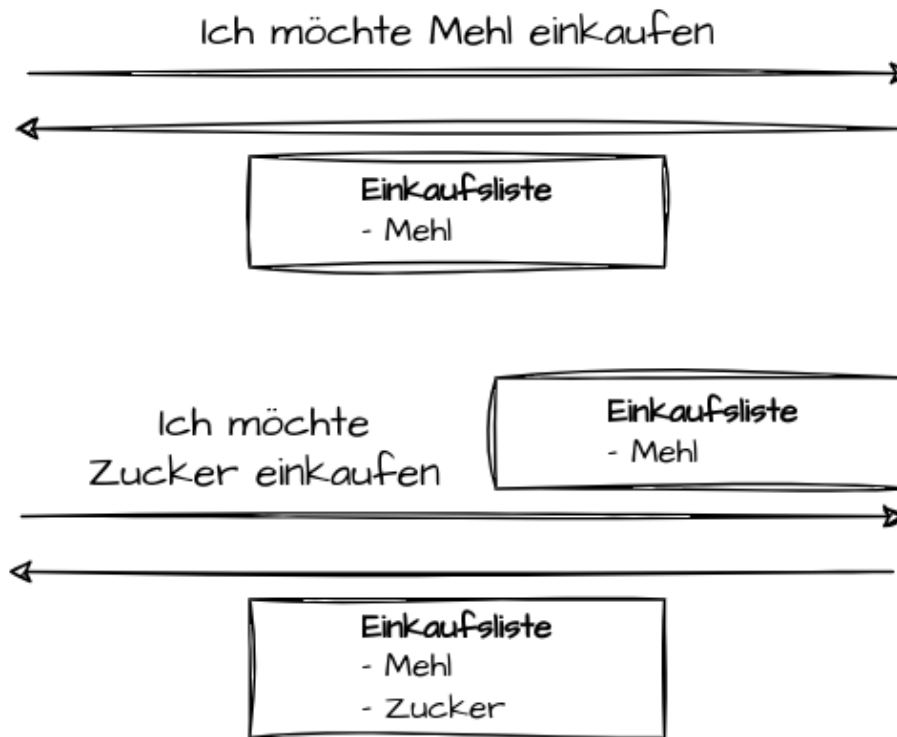 Ich möchte Mehl einkaufen
Einkaufsliste
- Mehl
Ich möchte
Zucker einkaufen
Einkaufsliste
- Mehl
Einkaufsliste
- Mehl
- Zucker